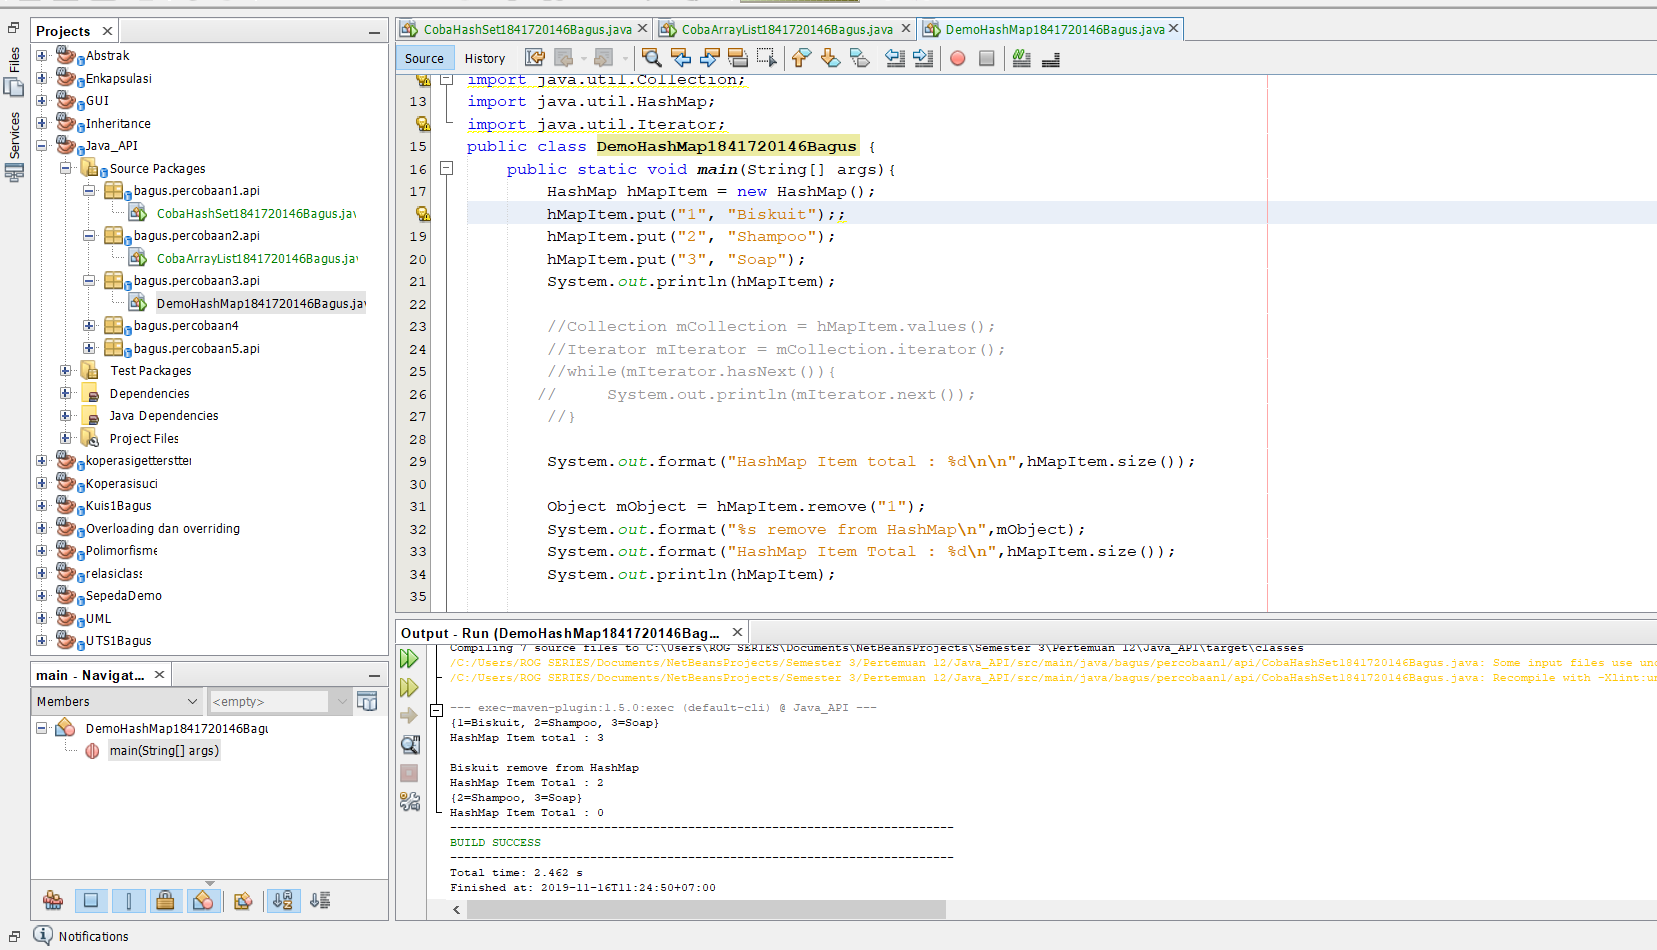 Files
Services
Projects
Abstrak
Enkapsulasi
GUI
Inheritance
Java_API
Source Packages
bagus.percobaan1.api
CobaHashSet1841720146Bagus.jav
bagus.percobaan2.api
CobaArrayList1841720146Bagus.jav
bagus.percobaan3.api
DemoHashMap1841720146Bagus.jav
bagus.percobaan4
bagus.percobaan5.api
Test Packages
Dependencies
Java Dependencies
Project Files
koperasigetterstter
Koperasisuci
Kuis1Bagus
Overloading dan overriding
Polimorfisme
relasiclass
SepedaDemo
UML
UTS1Bagus
main - Navigat...
Members
<empty>
DemoHashMap1841720146Bagu
main(String[] args)
CobaHashSet1841720146Bagus.java
CobaArrayList1841720146Bagus.java
DemoHashMap1841720146Bagus.java
Source
History
import java.util.Collection;
13 import java.util.HashMap;
import java.util.Iterator;
15 public class DemoHashMap1841720146Bagus {
16 public static void main(String[] args){
17 HashMap hMapItem = new HashMap();
hMapItem.put("1", "Biskuit");;
19 hMapItem.put("2", "Shampoo");
20 hMapItem.put("3", "Soap");
21 System.out.println(hMapItem);
22
23 //Collection mCollection = hMapItem.values();
24 //Iterator mIterator = mCollection.iterator();
25 //while(mIterator.hasNext()){
26 // System.out.println(mIterator.next());
27 //}
28
29 System.out.format("HashMap Item total : %d\n\n",hMapItem.size());
30
31 Object mObject = hMapItem.remove("1");
32 System.out.format("%s remove from HashMap\n",mObject);
33 System.out.format("HashMap Item Total : %d\n",hMapItem.size());
34 System.out.println(hMapItem);
35
Output - Run (DemoHashMap1841720146Bag...
Compiling 7 source files to C:\Users\ROG SERIES\Documents\NetBeansProjects\Semester 3\Pertemuan 12\Java_API\target\classes
/C:/Users/ROG SERIES/Documents/NetBeansProjects/Semester 3/Pertemuan 12/Java_API/src/main/java/bagus/percobaan1/api/CobaHashSet1841720146Bagus.java: Some input files use unc
/C:/Users/ROG SERIES/Documents/NetBeansProjects/Semester 3/Pertemuan 12/Java_API/src/main/java/bagus/percobaan1/api/CobaHashSet1841720146Bagus.java: Recompile with -Xlint:un
--- exec-maven-plugin:1.5.0:exec (default-cli) @ Java_API ---
{1=Biskuit, 2=Shampoo, 3=Soap}
HashMap Item total : 3
Biskuit remove from HashMap
HashMap Item Total : 2
{2=Shampoo, 3=Soap}
HashMap Item Total : 0
------------------------------------------------------------------------
BUILD SUCCESS
------------------------------------------------------------------------
Total time: 2.462 s
Finished at: 2019-11-16T11:24:50+07:00
Notifications